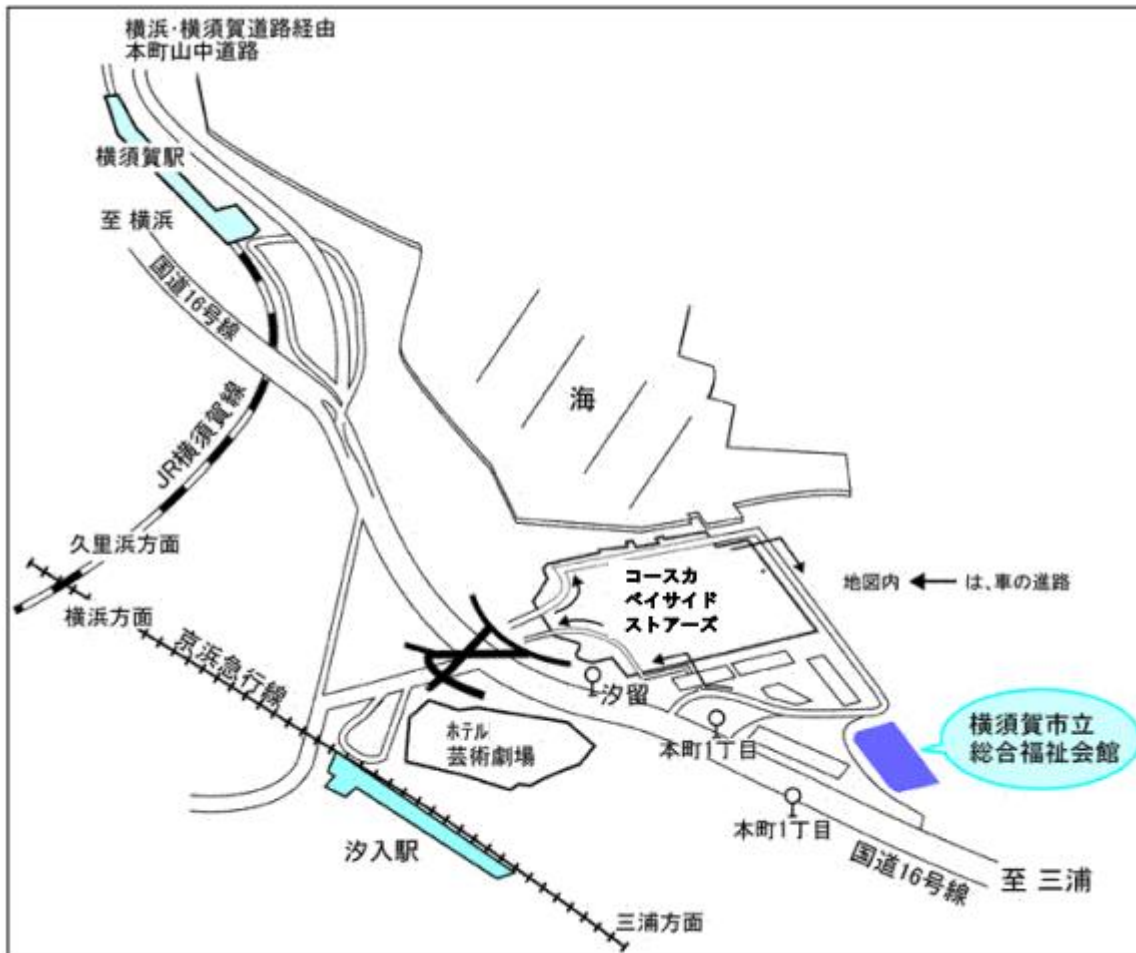 横浜・横須賀道路経由
本町山中道路
横須賀駅
至 横浜
国道16号線
JR横須賀線
海
久里浜方面
横浜方面
コースカ
ベイサイド
ストアーズ
地図内
は、車の進路
京浜急行線
汐留
ホテル
芸術劇場
本町1丁目
横須賀市立
総合福祉会館
本町1丁目
汐入駅
国道16号線
至 三浦
三浦方面